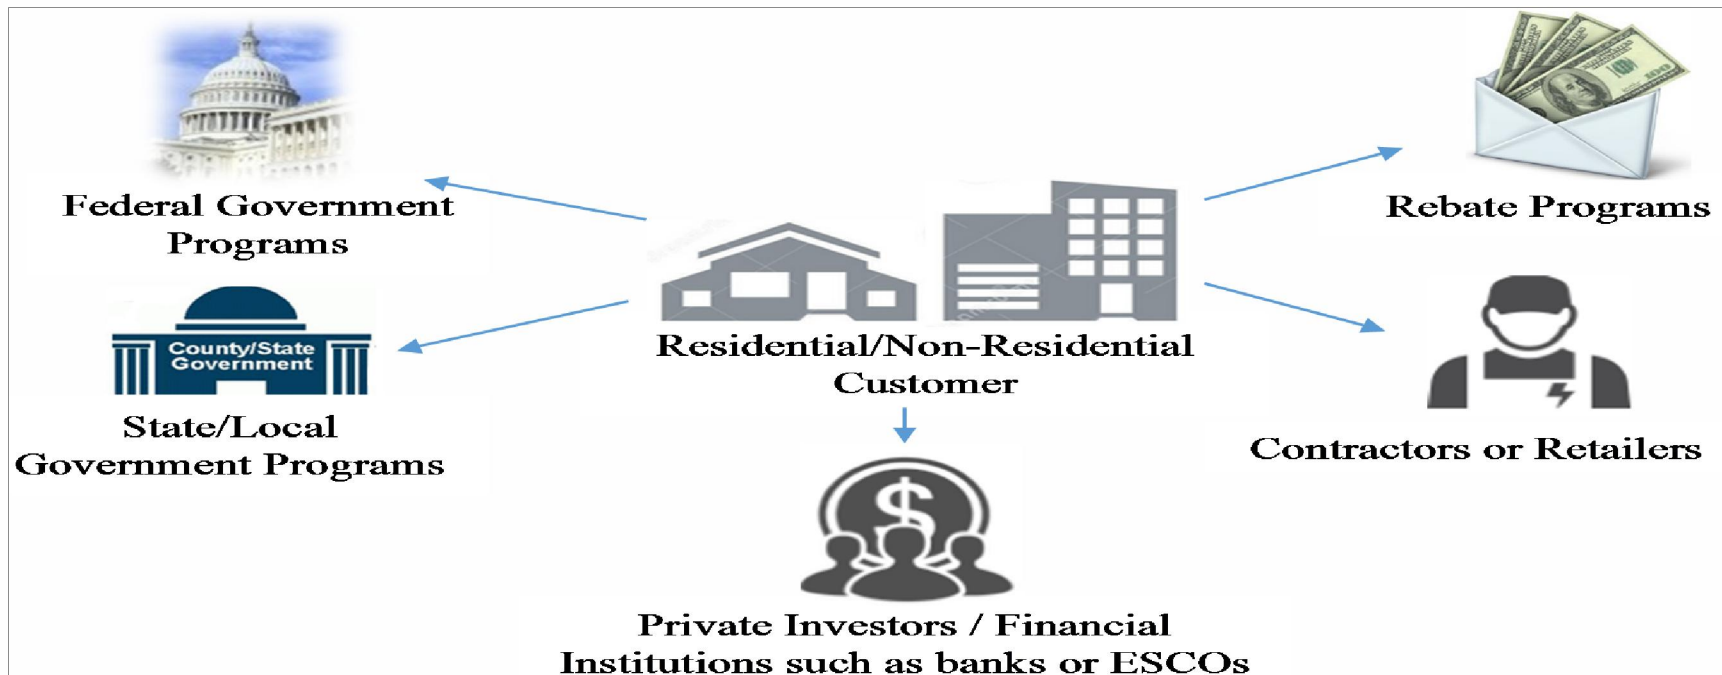 Federal Government
Programs
County/State
Government
State/Local
Government Programs
Residential/Non-Residential
Customer
Rebate Programs
Contractors or Retailers
Private Investors / Financial
Institutions such as banks or ESCOs